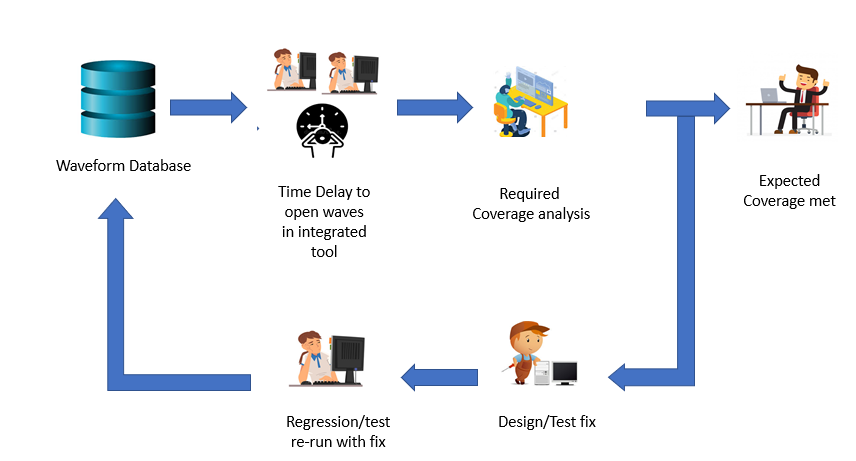 Waveform Database
Time Delay to
open waves
in integrated
tool
Required
Coverage analysis
Expected
Coverage met
Regression/test
re-run with fix
Design/Test fix